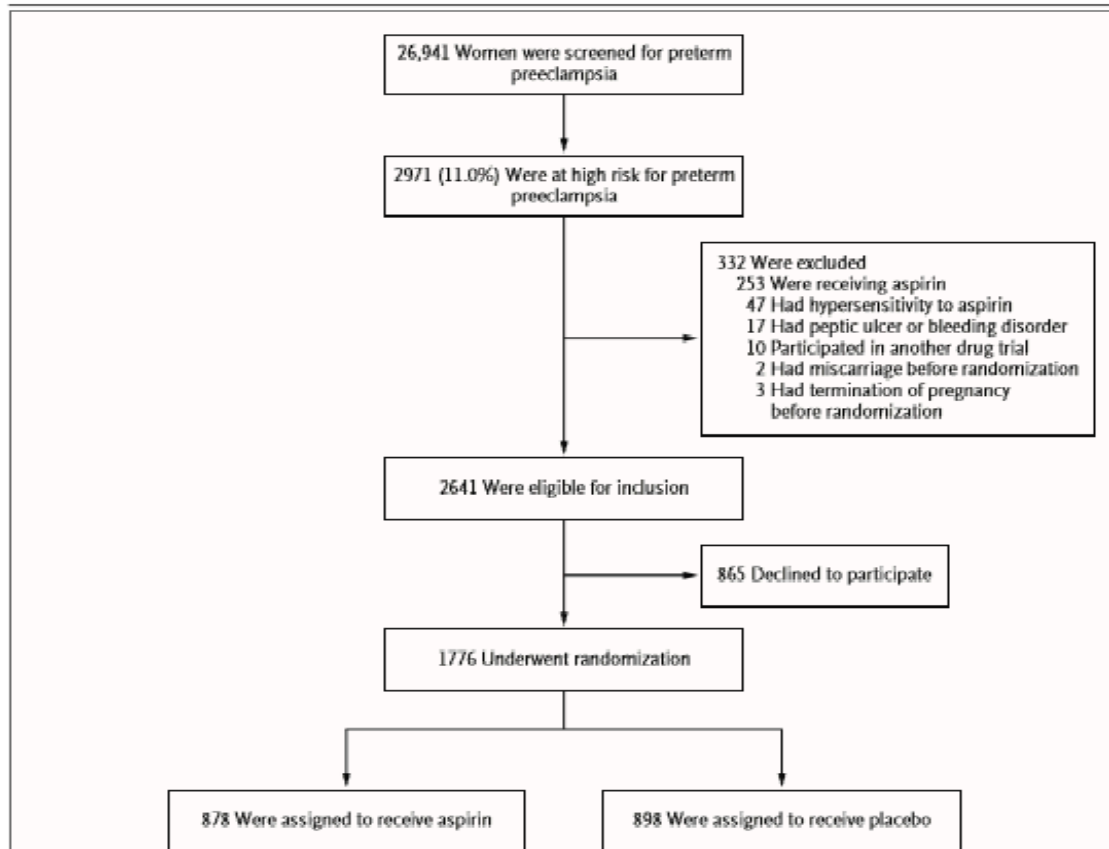 26,941 Women were screened for preterm
preeclampsia
2971 (11.0%) Were at high risk for preterm
preeclampsia
332 Were excluded
253 Were receiving aspirin
47 Had hypersensitivity to aspirin
17 Had peptic ulcer or bleeding disorder
10 Participated in another drug trial
2 Had miscarriage before randomization
3 Had termination of pregnancy
before randomization
2641 Were eligible for inclusion
865 Declined to participate
1776 Underwent randomization
878 Were assigned to receive aspirin
898 Were assigned to receive placebo